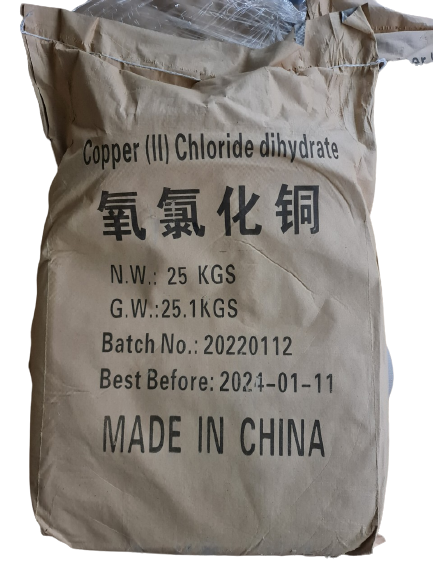 Copper (II) Chloride dihydrate
氧氯化铜
N.W.: 25 KGS
G.W.:25.1KGS
Batch No.: 20220112
Best Before: 2024-01-11
MADE IN CHINA